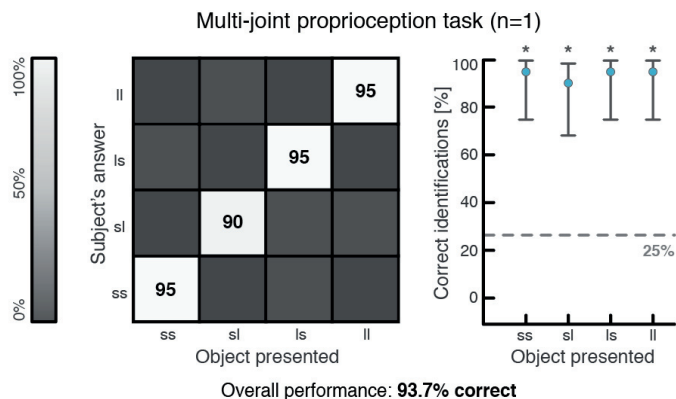 Multi-joint proprioception task (n=1)
100%
50%
0%
Subject's answer
ll
ls
sl
ss
95
95
90
95
ss sl ls ll
Object presented
Correct identifications [%]
100
80
60
40
20
0
* * * *
25%
ss sl ls ll
Object presented
Overall performance: 93.7% correct